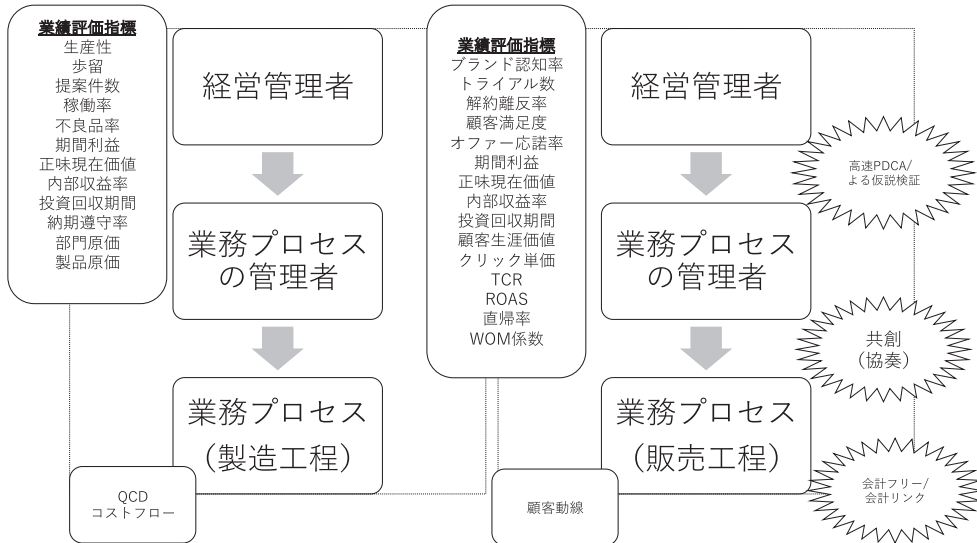 業績評価指標
生産性
歩留
提案件数
稼働率
不良品率
期間利益
正味現在価値
内部収益率
投資回収期間
納期遵守率
部門原価
製品原価
経営管理者
業務プロセス
の管理者
業務プロセス
（製造工程）
QCD
コストフロー
業績評価指標
ブランド認知率
トライアル数
解約離反率
顧客満足度
オファー応諾率
期間利益
正味現在価値
内部収益率
投資回収期間
顧客生涯価値
クリック単価
TCR
ROAS
直帰率
WOM係数
経営管理者
業務プロセス
の管理者
業務プロセス
（販売工程）
顧客動線
高速PDCA/
よる仮説検証
共創
（協奏）
会計フリー/
会計リンク